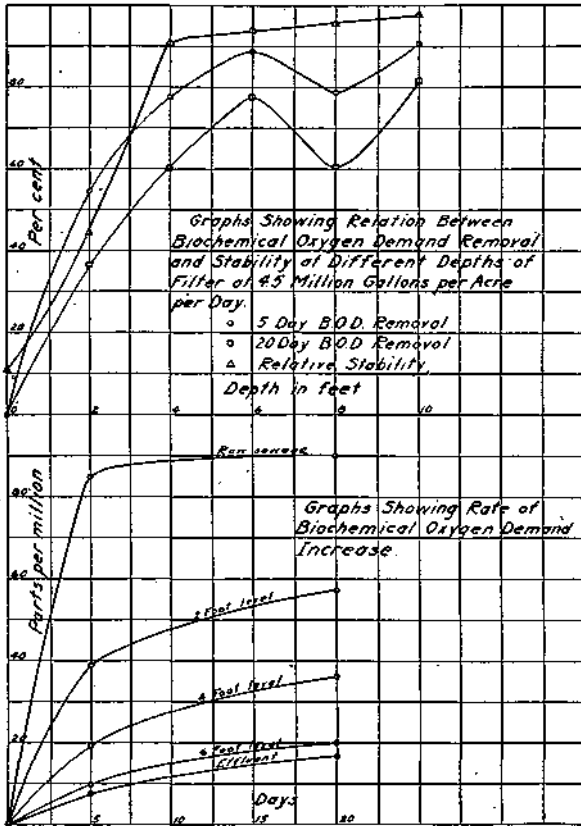 80
60
Per cent
40
20
Graphs Showing Relation Between
Biochemical Oxygen Demand Removal
and Stability at Different Depths of
Filter at 4.5 Million Gallons per Acre
per Day.
5 Day B.O.D. Removal
20 Day B.O.D. Removal
Relative Stability
Depth in feet
0 2 4 6 8 10
Raw sewage
80
Parts per million
Graphs Showing Rate of
Biochemical Oxygen Demand
Increase.
60
2 Foot level
40
4 Foot level
20
6 Foot level
Effluent
Days
5 10 15 20